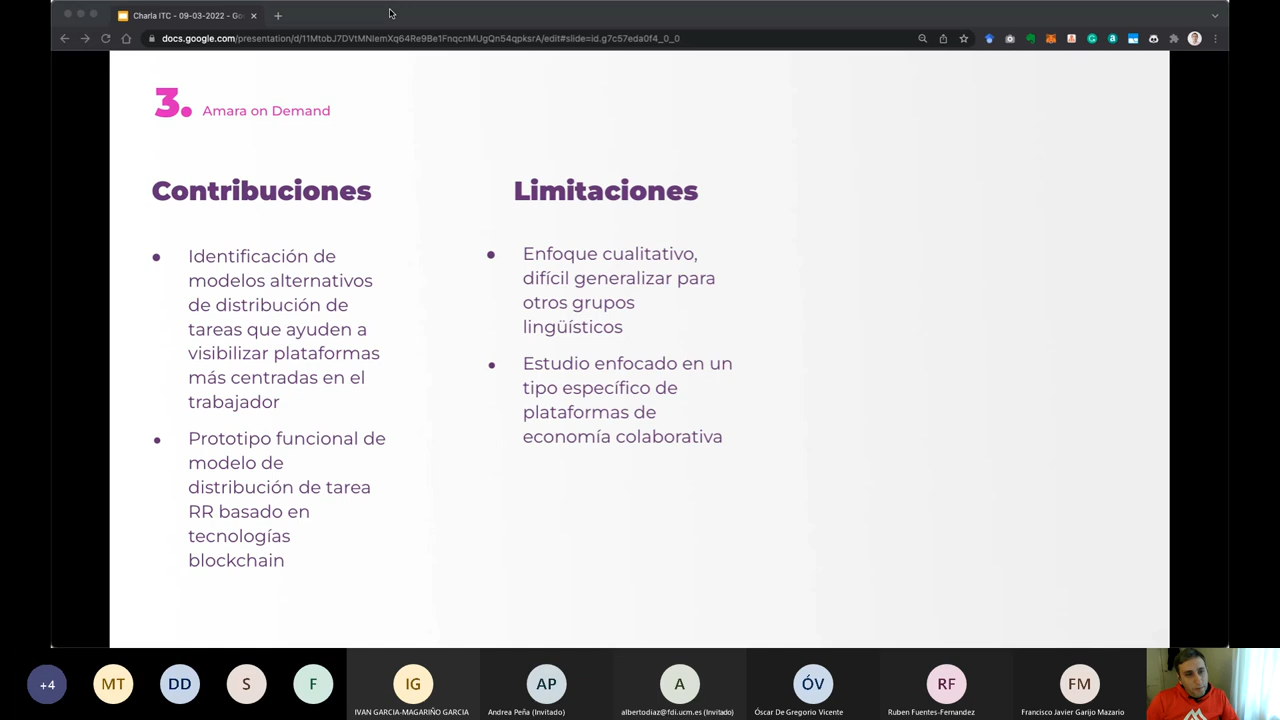 Charla ITC - 09-03-2022 - Go
docs.google.com/presentation/d/11MtobJ7DVtMNIemXq64Re9Be1FnqcnMUgQn54qpksrA/edit#slide=id.g7c57eda0f4_0_0
3. Amara on Demand
Contribuciones
Identificación de
modelos alternativos
de distribución de
tareas que ayuden a
visibilizar plataformas
más centradas en el
trabajador
Prototipo funcional de
modelo de
distribución de tarea
RR basado en
tecnologías
blockchain
Limitaciones
Enfoque cualitativo,
difícil generalizar para
otros grupos
lingüísticos
Estudio enfocado en un
tipo específico de
plataformas de
economía colaborativa
+4
MT
DD
S
F
IG
IVAN GARCIA-MAGARIÑO GARCIA
AP
Andrea Peña (Invitado)
A
albertodiaz@fdi.ucm.es (Invitado)
ÓV
Óscar De Gregorio Vicente
RF
Ruben Fuentes-Fernandez
FM
Francisco Javier Garijo Mazario